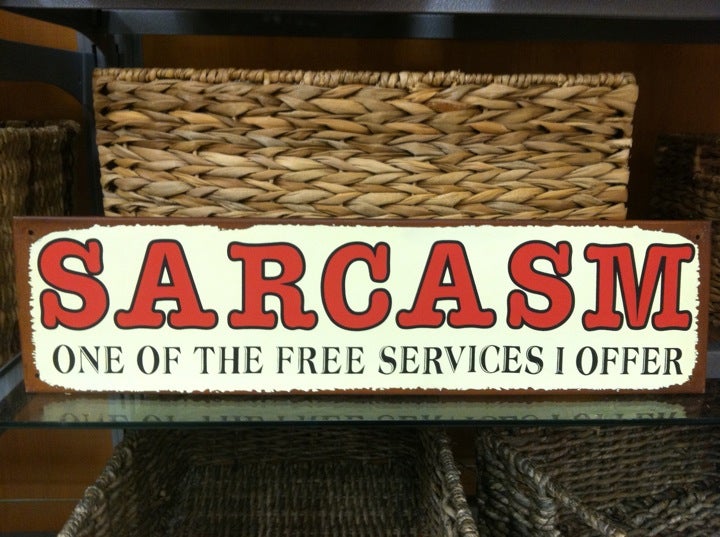 SARCASM
ONE OF THE FREE SERVICES I OFFER